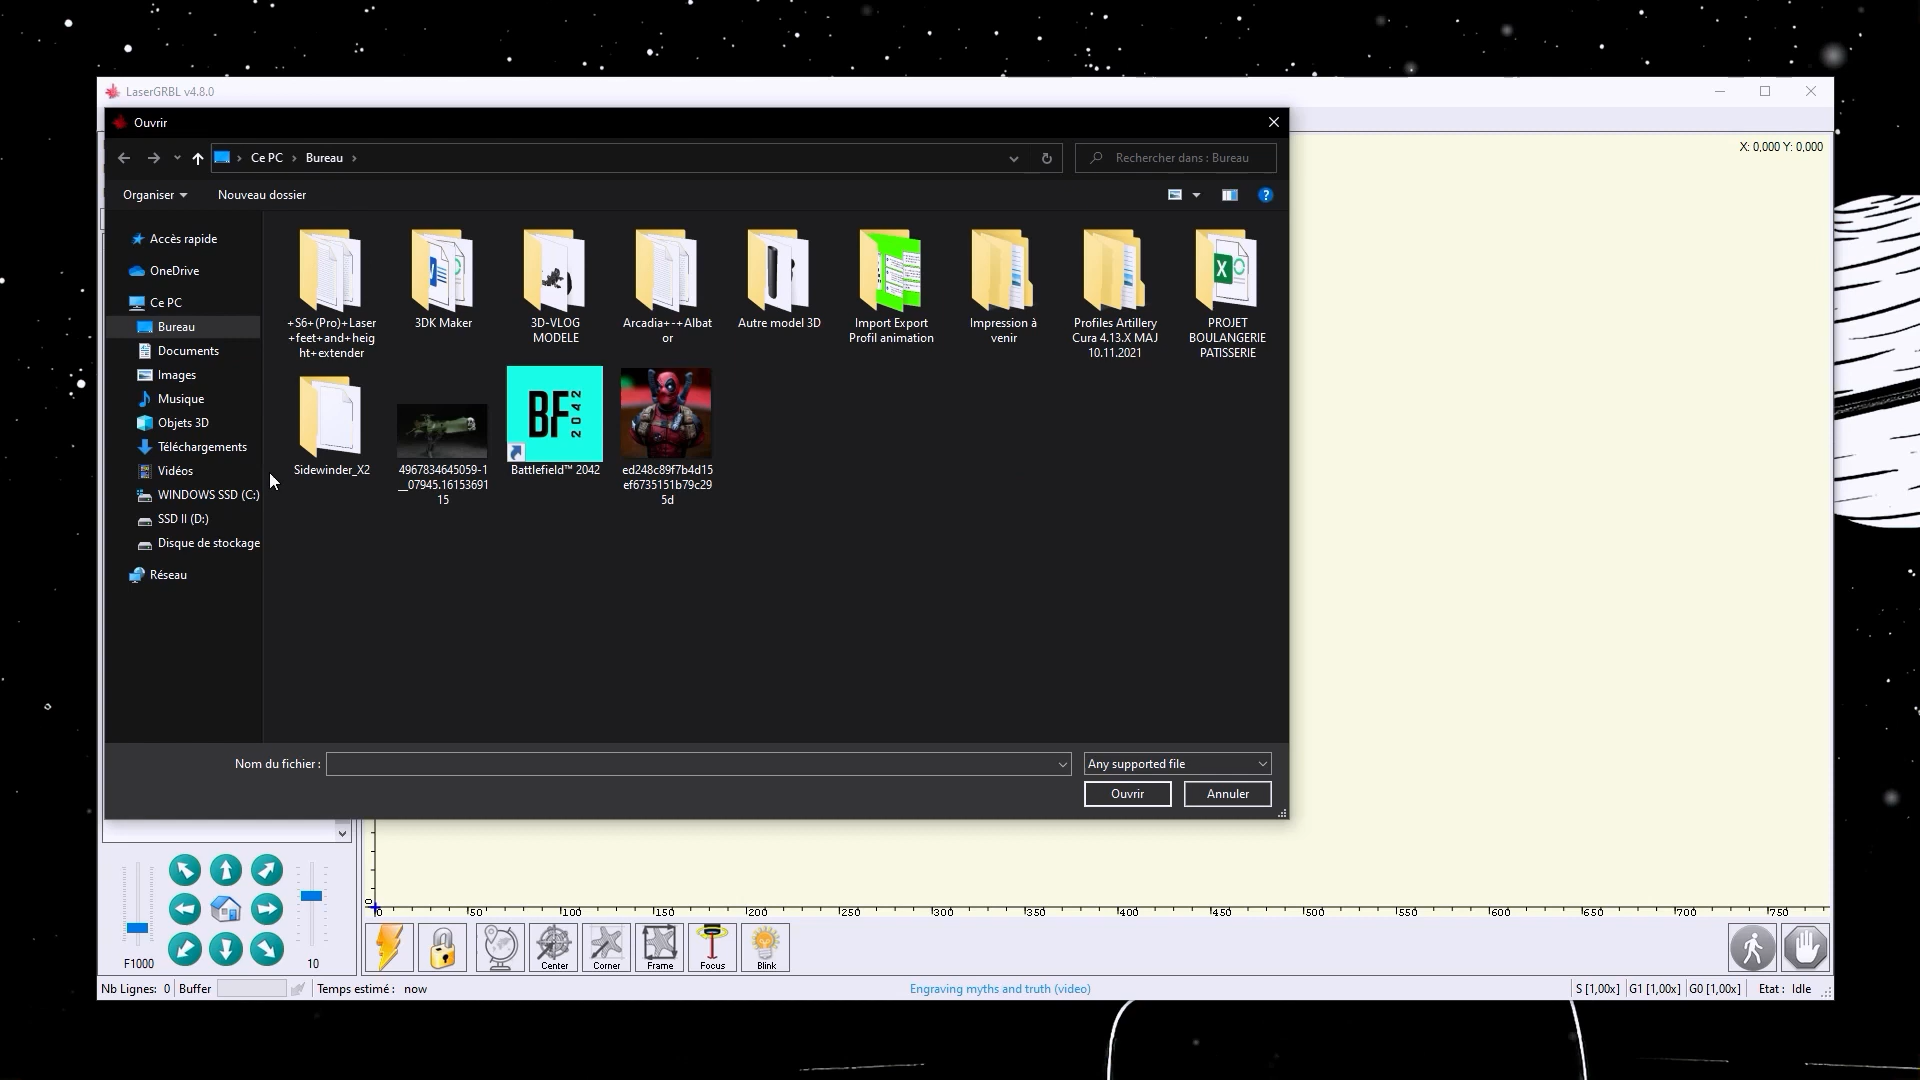 LaserGRBL v4.8.0
Ouvrir
Ce PC
Bureau
Rechercher dans : Bureau
Organiser
Nouveau dossier
X: 0,000 Y: 0,000
Accès rapide
OneDrive
Ce PC
Bureau
Documents
Images
Musique
Objets 3D
Téléchargements
Vidéos
WINDOWS SSD (C:)
SSD II (D:)
Disque de stockage
Réseau
+S6+(Pro)+Laser
+feet+and+heig
ht+extender
3DK Maker
3D-VLOG
MODELE
Arcadia+-+Albat
or
Autre model 3D
Import Export
Profil animation
Impression à
venir
Profiles Artillery
Cura 4.13.X MAJ
10.11.2021
PROJET
BOULANGERIE
PATISSERIE
Sidewinder_X2
4967834645059-1
__07945.16153691
15
BF
2042
Battlefield™ 2042
ed248c89f7b4d15
ef6735151b79c29
5d
Nom du fichier :
Any supported file
Ouvrir
Annuler
0
0 50 100 150 200 250 300 350 400 450 500 550 600 650 700 750
F1000
10
Center
Corner
Frame
Focus
Blink
Nb Lignes: 0
Buffer
Temps estimé : now
Engraving myths and truth (video)
S [1,00x]
G1 [1,00x]
G0 [1,00x]
Etat : Idle